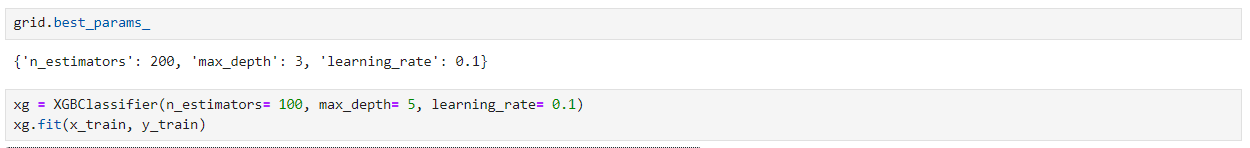 grid.best_params_
{'n_estimators': 200, 'max_depth': 3, 'learning_rate': 0.1}
xg = XGBClassifier(n_estimators= 100, max_depth= 5, learning_rate= 0.1)
xg.fit(x_train, y_train)